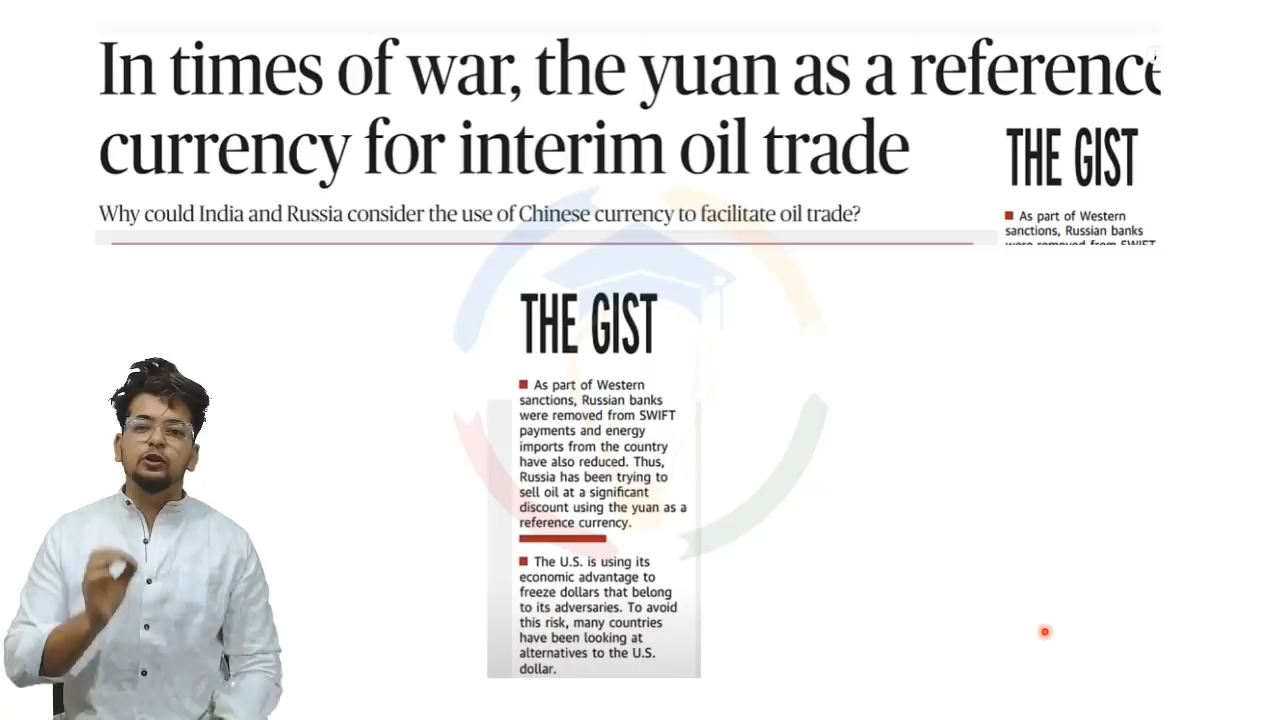 In times of war, the yuan as a reference
currency for interim oil trade
Why could India and Russia consider the use of Chinese currency to facilitate oil trade?
THE GIST
As part of Western
sanctions, Russian banks
were removed from SWIFT
THE GIST
As part of Western
sanctions, Russian banks
were removed from SWIFT
payments and energy
imports from the country
have also reduced. Thus,
Russia has been trying to
sell oil at a significant
discount using the yuan as a
reference currency.
The U.S. is using its
economic advantage to
freeze dollars that belong
to its adversaries. To avoid
this risk, many countries
have been looking at
alternatives to the U.S.
dollar.